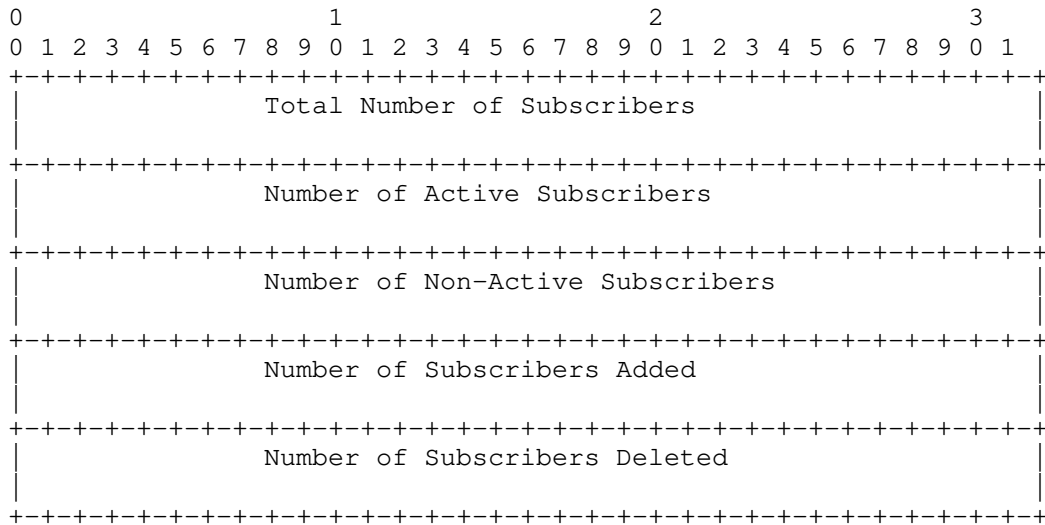 0                   1                   2                   3
0 1 2 3 4 5 6 7 8 9 0 1 2 3 4 5 6 7 8 9 0 1 2 3 4 5 6 7 8 9 0 1
+-+-+-+-+-+-+-+-+-+-+-+-+-+-+-+-+-+-+-+-+-+-+-+-+-+-+-+-+-+-+-+-+
|               Total Number of Subscribers                     |
|                                                               |
+-+-+-+-+-+-+-+-+-+-+-+-+-+-+-+-+-+-+-+-+-+-+-+-+-+-+-+-+-+-+-+-+
|               Number of Active Subscribers                    |
|                                                               |
+-+-+-+-+-+-+-+-+-+-+-+-+-+-+-+-+-+-+-+-+-+-+-+-+-+-+-+-+-+-+-+-+
|               Number of Non-Active Subscribers                |
|                                                               |
+-+-+-+-+-+-+-+-+-+-+-+-+-+-+-+-+-+-+-+-+-+-+-+-+-+-+-+-+-+-+-+-+
|               Number of Subscribers Added                     |
|                                                               |
+-+-+-+-+-+-+-+-+-+-+-+-+-+-+-+-+-+-+-+-+-+-+-+-+-+-+-+-+-+-+-+-+
|               Number of Subscribers Deleted                   |
|                                                               |
+-+-+-+-+-+-+-+-+-+-+-+-+-+-+-+-+-+-+-+-+-+-+-+-+-+-+-+-+-+-+-+-+